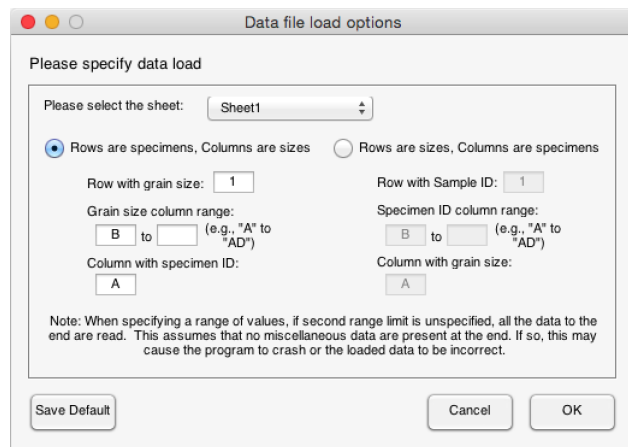 Data file load options
Please specify data load
Please select the sheet: Sheet1
Rows are specimens, Columns are sizes Rows are sizes, Columns are specimens
Row with grain size: 1 Row with Sample ID: 1
Grain size column range: Specimen ID column range:
B to (e.g., "A" to B to (e.g., "A" to
"AD") "AD")
Column with specimen ID: Column with grain size:
A A
Note: When specifying a range of values, if second range limit is unspecified, all the data to the
end are read. This assumes that no miscellaneous data are present at the end. If so, this may
cause the program to crash or the loaded data to be incorrect.
Save Default Cancel OK